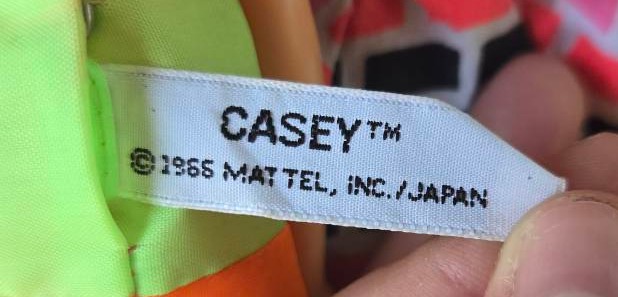 CASEY™
©1966 MATTEL, INC./JAPAN